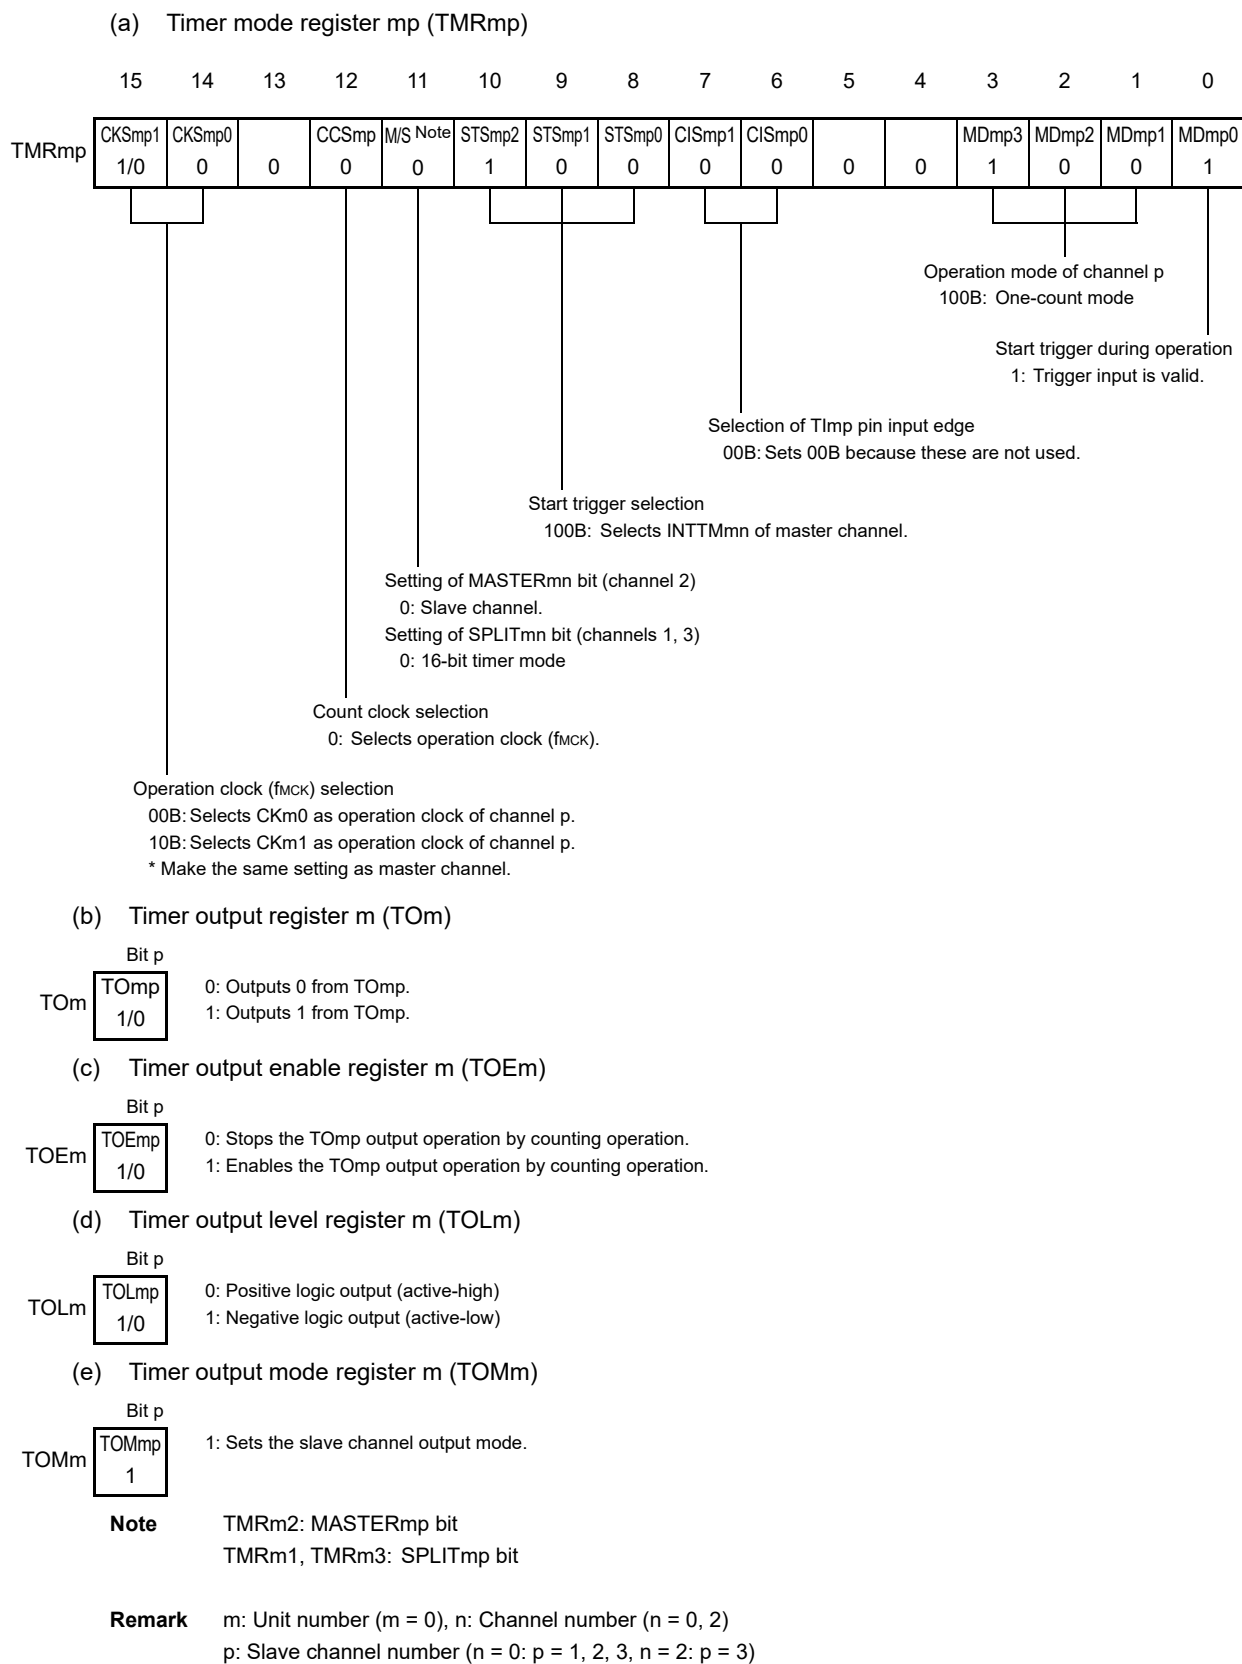 (a) Timer mode register mp (TMRmp)
15 14 13 12 11 10 9 8 7 6 5 4 3 2 1 0
TMRmp
CKSmp1 CKSmp0 CCSmp M/S Note STSmp2 STSmp1 STSmp0 CISmp1 CISmp0 MDmp3 MDmp2 MDmp1 MDmp0
1/0 0 0 0 0 1 0 0 0 0 0 0 1 0 0 1
Operation mode of channel p
100B: One-count mode
Start trigger during operation
1: Trigger input is valid.
Selection of TImp pin input edge
00B: Sets 00B because these are not used.
Start trigger selection
100B: Selects INTTMmn of master channel.
Setting of MASTERmn bit (channel 2)
0: Slave channel.
Setting of SPLITmn bit (channels 1, 3)
0: 16-bit timer mode
Count clock selection
0: Selects operation clock (fMCK).
Operation clock (fMCK) selection
00B: Selects CKm0 as operation clock of channel p.
10B: Selects CKm1 as operation clock of channel p.
* Make the same setting as master channel.
(b) Timer output register m (TOm)
Bit p
TOm
TOmp
1/0
0: Outputs 0 from TOmp.
1: Outputs 1 from TOmp.
(c) Timer output enable register m (TOEm)
Bit p
TOEm
TOEmp
1/0
0: Stops the TOmp output operation by counting operation.
1: Enables the TOmp output operation by counting operation.
(d) Timer output level register m (TOLm)
Bit p
TOLm
TOLmp
1/0
0: Positive logic output (active-high)
1: Negative logic output (active-low)
(e) Timer output mode register m (TOMm)
Bit p
TOMm
TOMmp
1
1: Sets the slave channel output mode.
Note TMRm2: MASTERmp bit
TMRm1, TMRm3: SPLITmp bit
Remark m: Unit number (m = 0), n: Channel number (n = 0, 2)
p: Slave channel number (n = 0: p = 1, 2, 3, n = 2: p = 3)